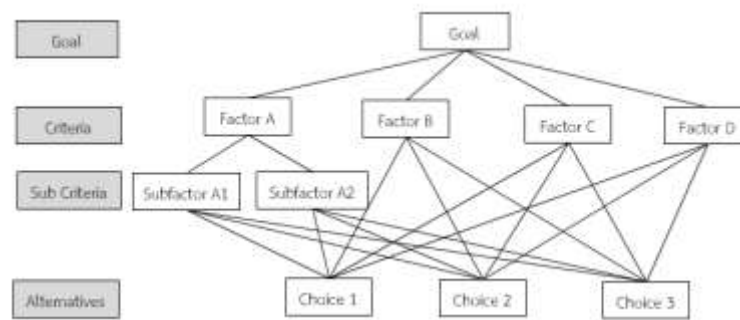 Goal
Goal
Criteria
Factor A
Factor B
Factor C
Factor D
Sub Criteria
Subfactor A1
Subfactor A2
Alternatives
Choice 1
Choice 2
Choice 3